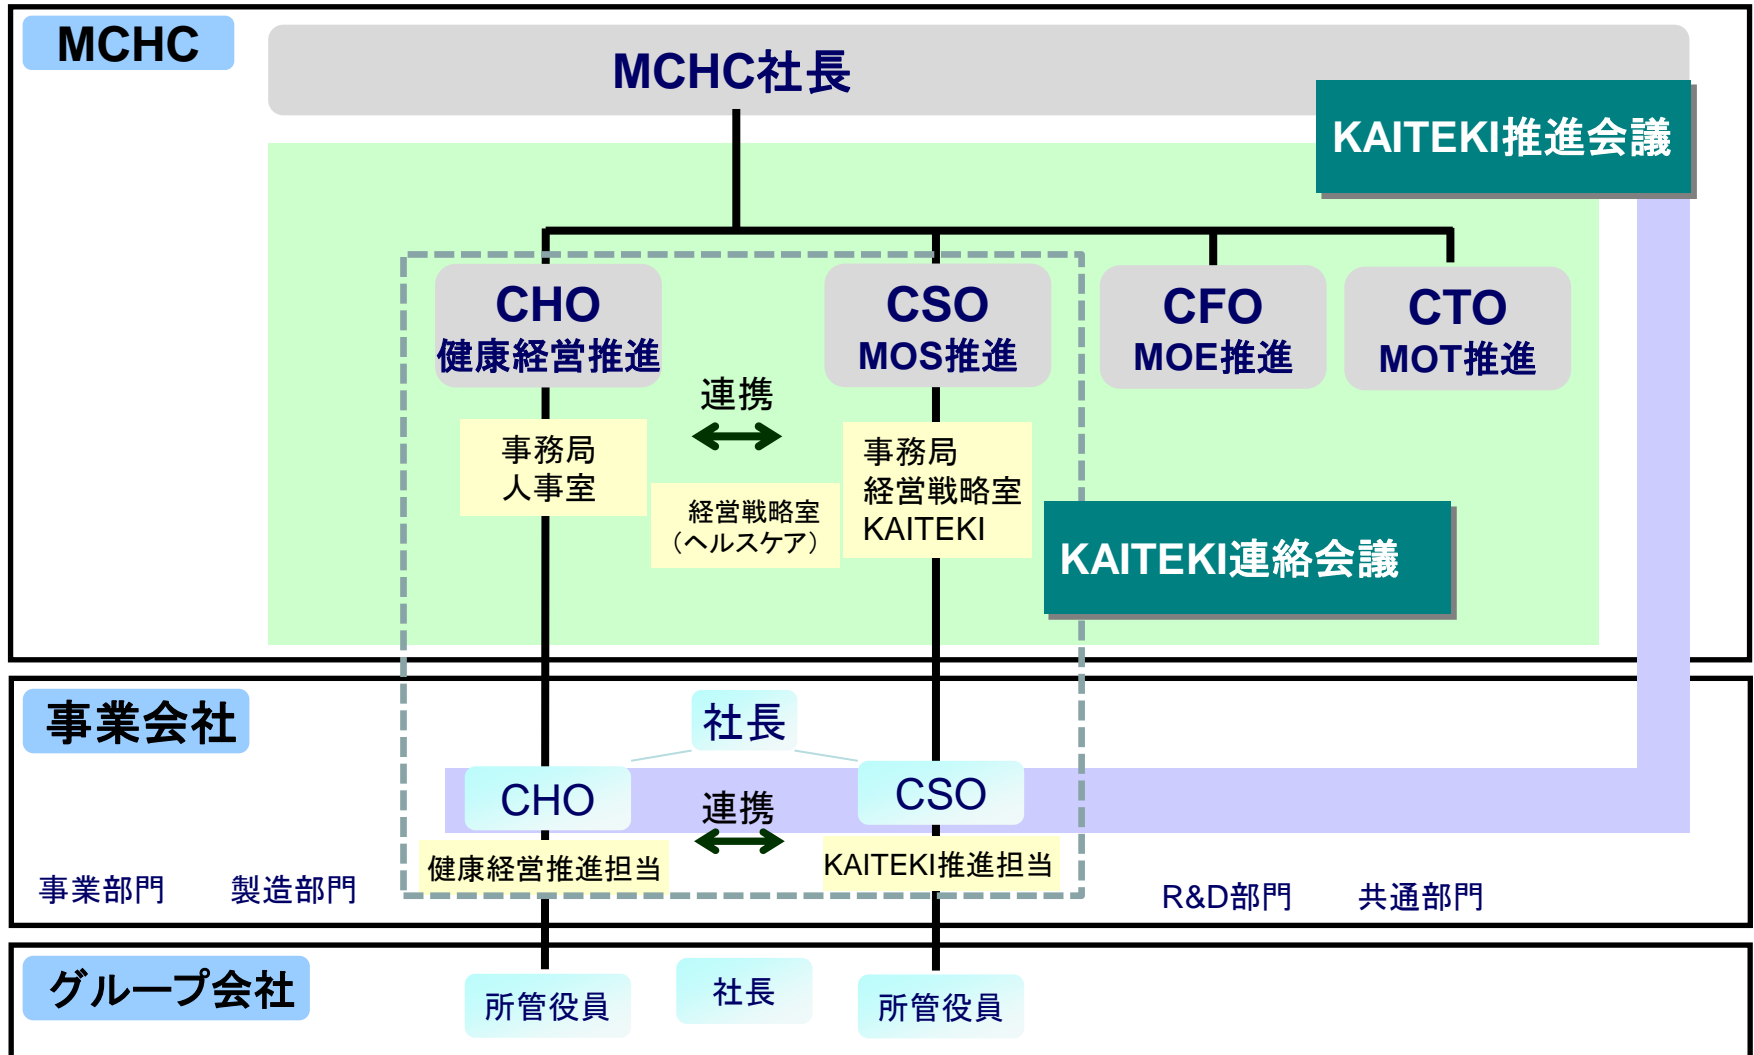 MCHC
MCHC社長
KAITEKI推進会議
CHO
健康経営推進
CSO
MOS推進
CFO
MOE推進
CTO
MOT推進
連携
事務局
人事室
経営戦略室
（ヘルスケア）
事務局
経営戦略室
KAITEKI
KAITEKI連絡会議
事業会社
社長
CHO
連携
CSO
健康経営推進担当
KAITEKI推進担当
事業部門
製造部門
R&D部門
共通部門
グループ会社
所管役員
社長
所管役員